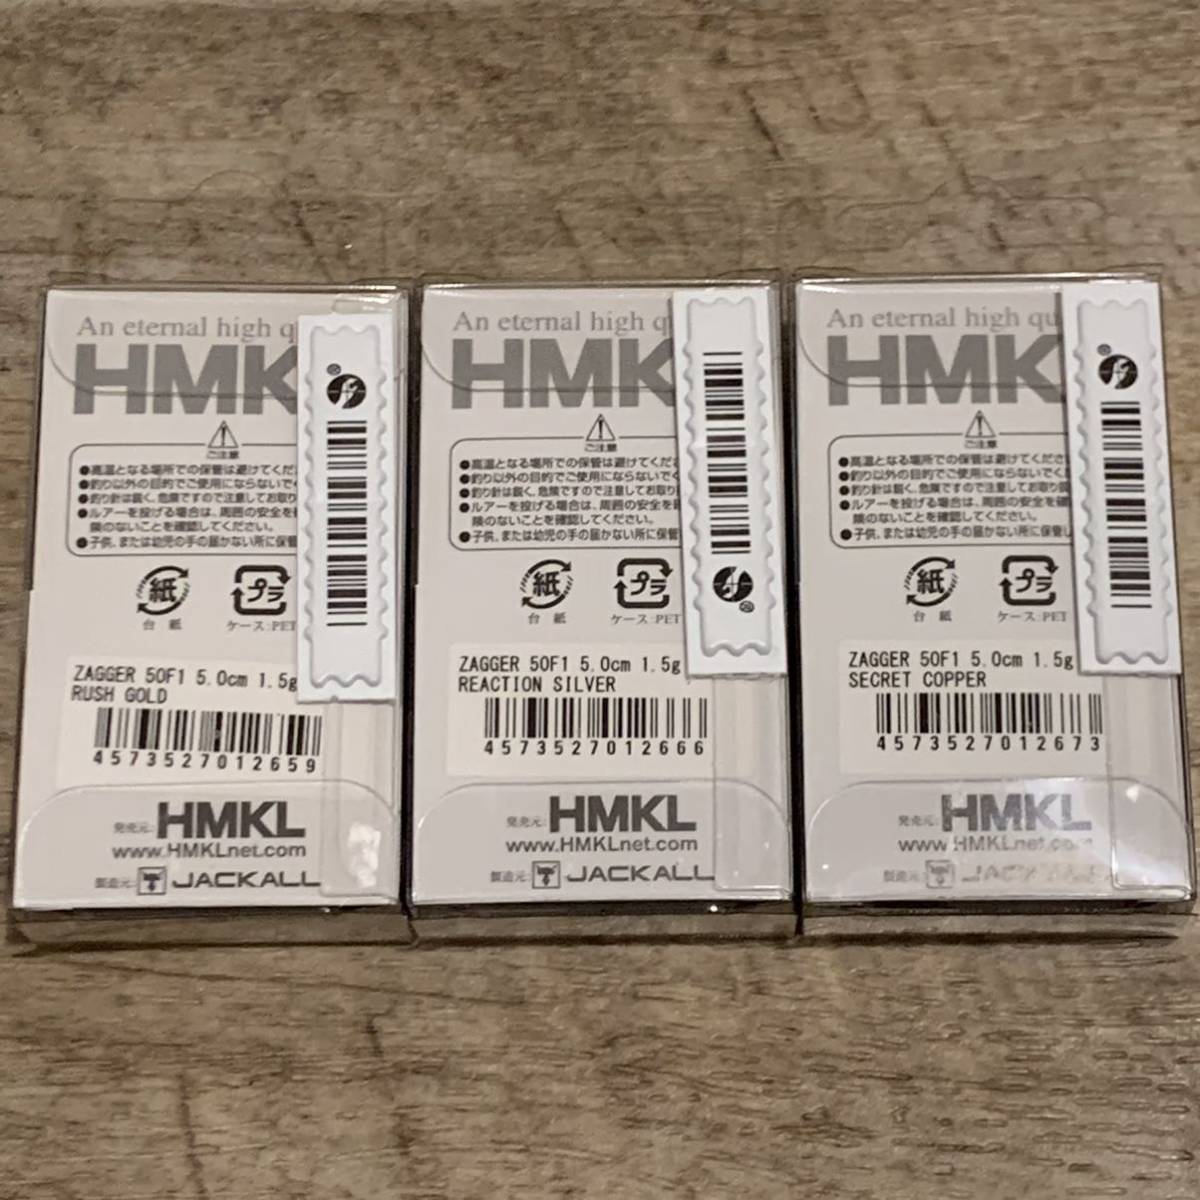 An eternal high qu
HMK
ご注意
●高温となる場所での保管は避けてくださ
●釣り以外の目的でご使用にならないでく
●釣り針は鋭く、危険ですので注意してお取り
●ルアーを投げる場合は、周囲の安全を確
険のないことを確認してください。
●子供、または幼児の手の届かない所に保管
紙
台紙
プラ
ケース:PET
ZAGGER 50F1 5.0cm 1.5g
RUSH GOLD
4573527012659
発売元: HMKL
www.HMKLnet.com
製造元: JACKALL
An eternal high q
HMK
ご注意
●高温となる場所での保管は避けてくだ
●釣り以外の目的でご使用にならないで
●釣り針は鋭く、危険ですので注意してお取り
●ルアーを投げる場合は、周囲の安全を
険のないことを確認してください。
●子供、または幼児の手の届かない所に保管
紙
台紙
プラ
ケース:PET
ZAGGER 50F1 5.0cm 1.5g
REACTION SILVER
4573527012666
発売元: HMKL
www.HMKLnet.com
製造元: JACKALL
An eternal high qu
HMK
ご注意
●高温となる場所での保管は避けてくだ
●釣り以外の目的でご使用にならないで
●釣り針は鋭く、危険ですので注意してお取り
●ルアーを投げる場合は、周囲の安全を
険のないことを確認してください。
●子供、または幼児の手の届かない所に保管し
紙
台紙
プラ
ケース:PET
ZAGGER 50F1 5.0cm 1.5g
SECRET COPPER
4573527012673
発売元: HMKL
www.HMKLnet.com
製造元: JACKALL